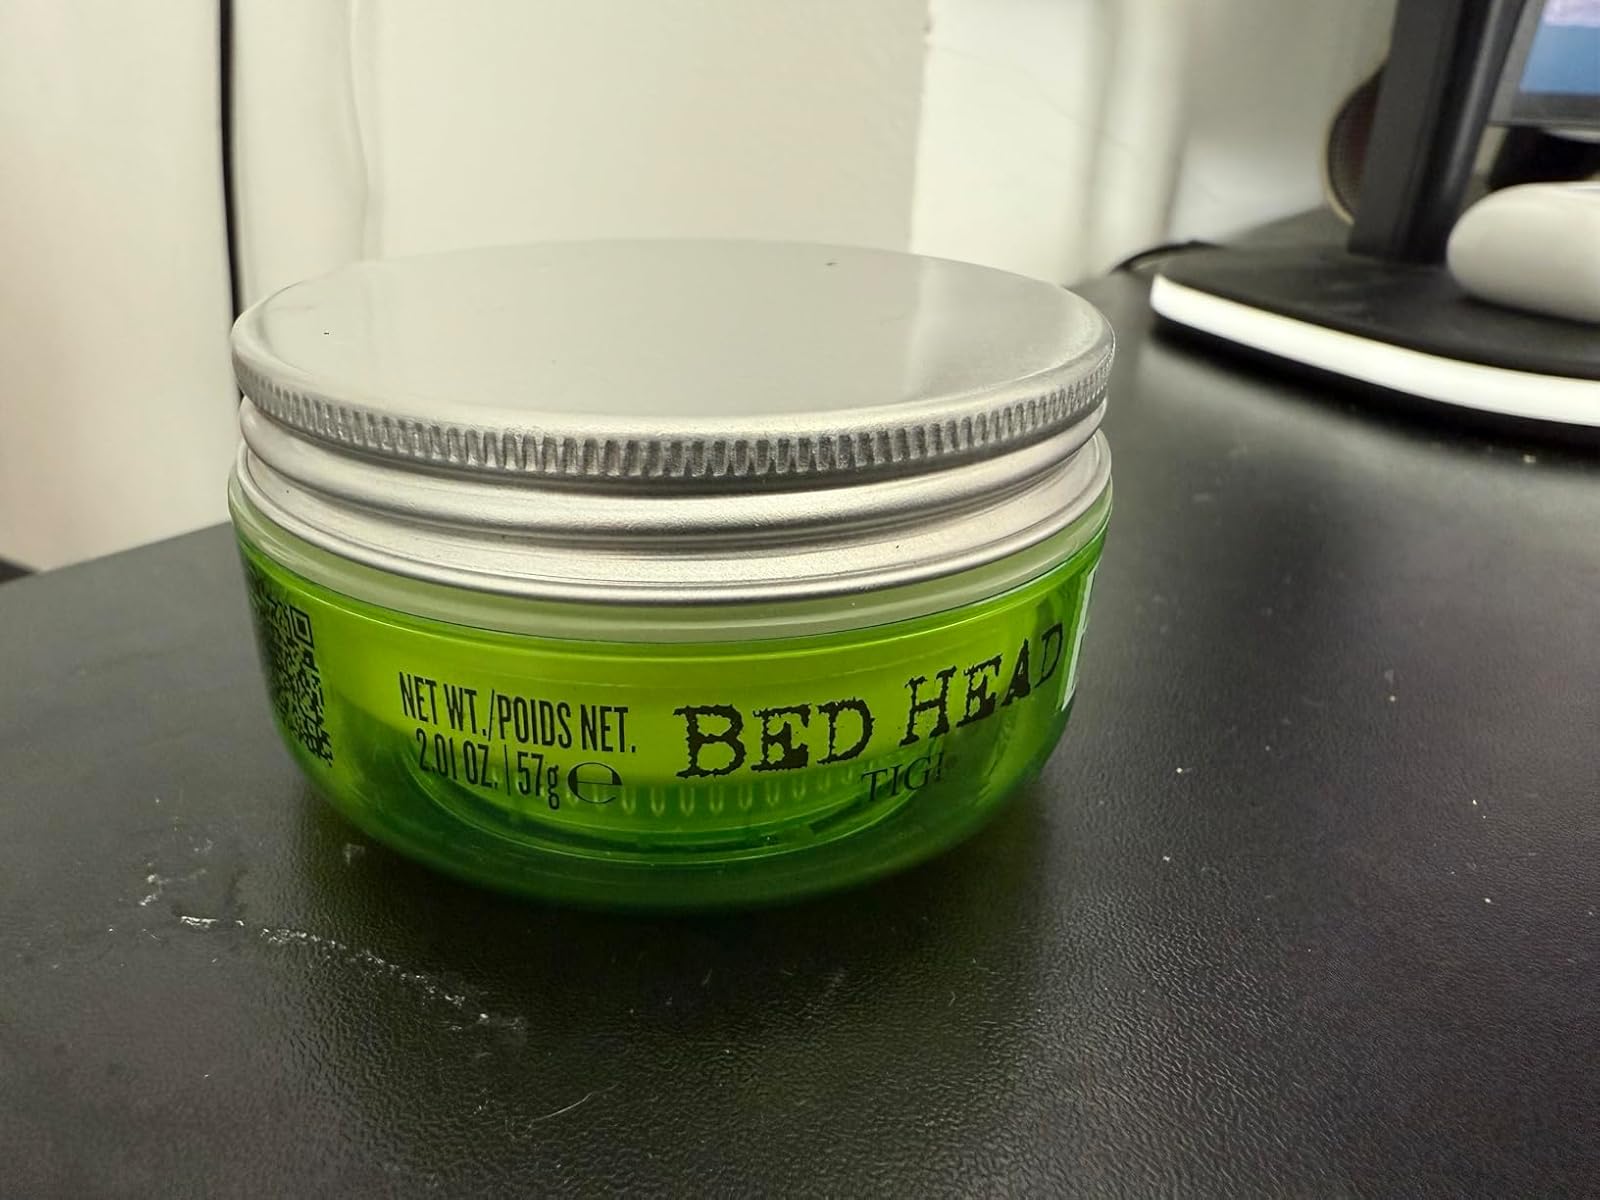 NET WT./POIDS NET.
2.01 OZ. | 57g ℮
BED HEAD
TIGI®